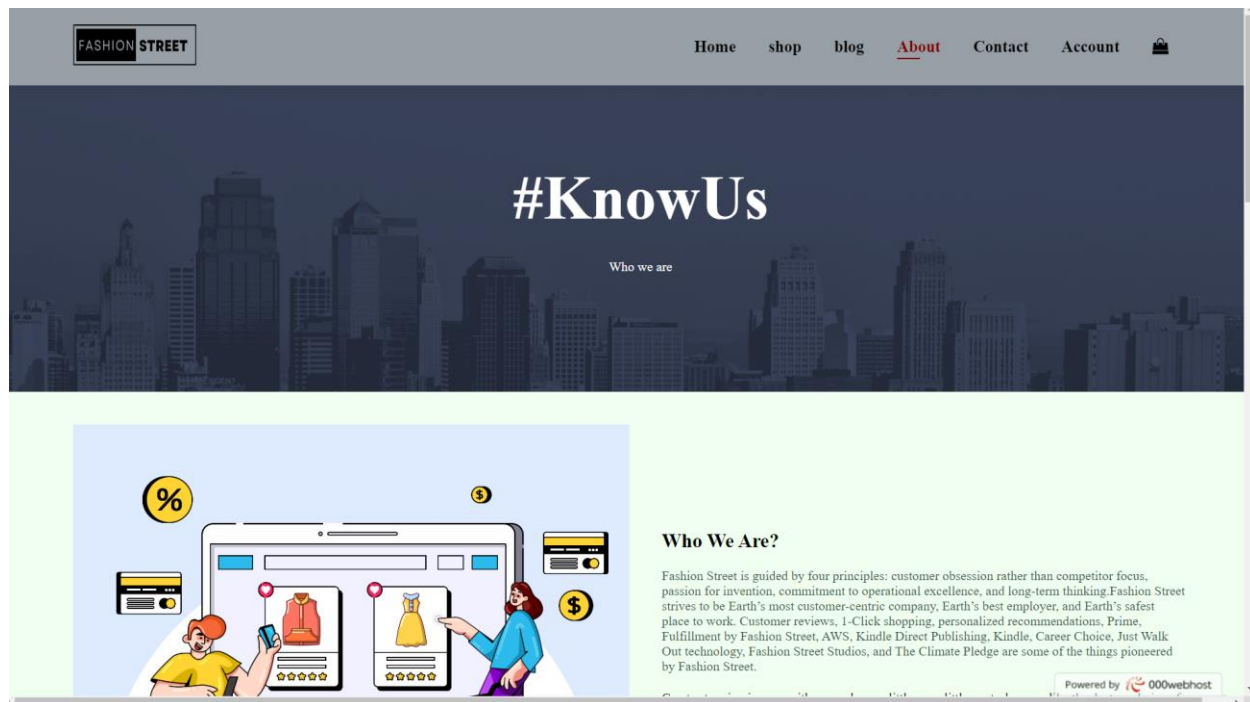 FASHION STREET
Home shop blog About Contact Account
#KnowUs
Who we are
%
$
$
Who We Are?
Fashion Street is guided by four principles: customer obsession rather than competitor focus,
passion for invention, commitment to operational excellence, and long-term thinking.Fashion Street
strives to be Earth's most customer-centric company, Earth's best employer, and Earth's safest
place to work. Customer reviews, 1-Click shopping, personalized recommendations, Prime,
Fulfillment by Fashion Street, AWS, Kindle Direct Publishing, Kindle, Career Choice, Just Walk
Out technology, Fashion Street Studios, and The Climate Pledge are some of the things pioneered
by Fashion Street.
Powered by 000webhost